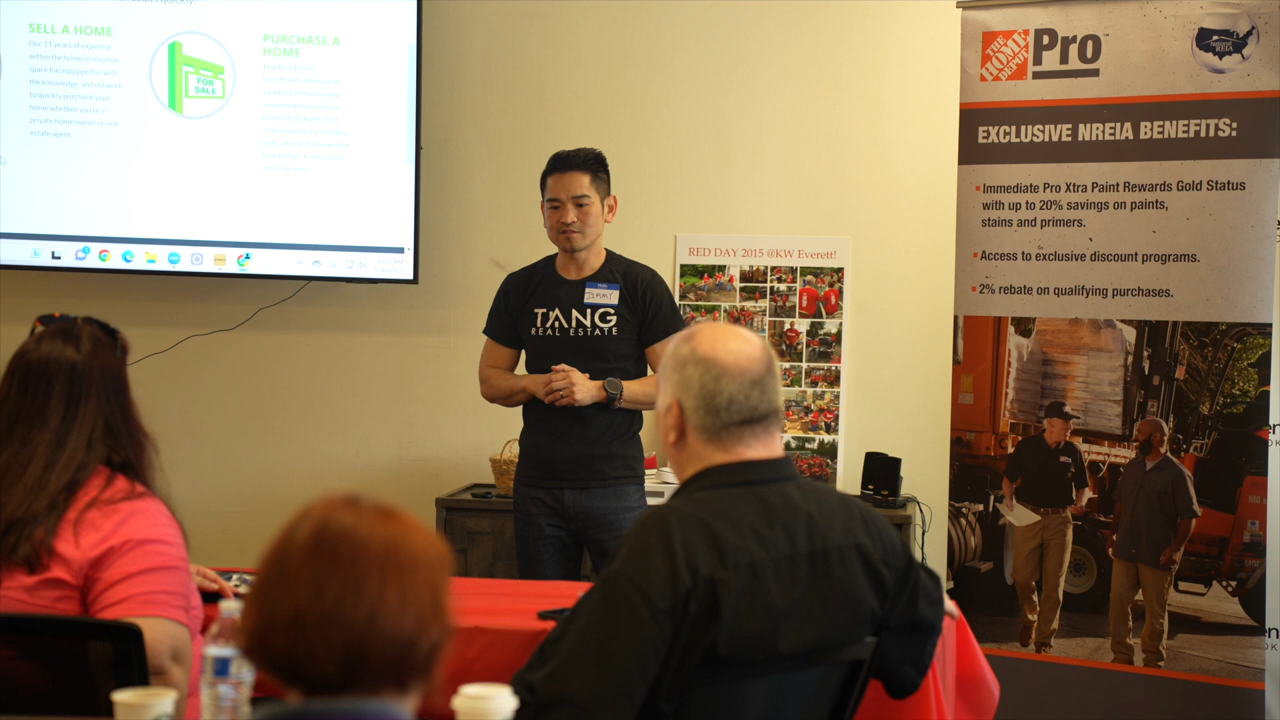 SELL A HOME
Our 11 years of expertise
within the home renovation
space has equipped us with
the knowledge, and network
to quickly purchase your
home whether you're a
private home owner or real
estate agent.
FOR
SALE
PURCHASE A
HOME
Hello
JIMMY
TANG
REAL ESTATE
RED DAY 2015 @KW Everett!
THE
HOME
DEPOT
Pro
National
REIA
EXCLUSIVE NREIA BENEFITS:
Immediate Pro Xtra Paint Rewards Gold Status
with up to 20% savings on paints,
stains and primers.
Access to exclusive discount programs.
2% rebate on qualifying purchases.